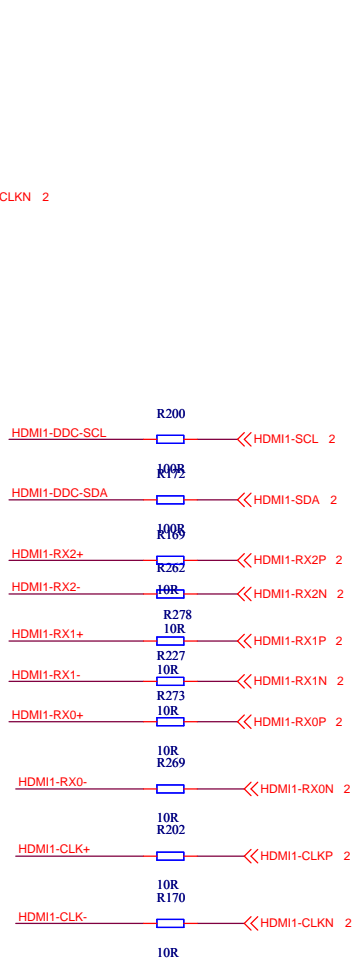 CLKN 2
R200
HDMI1-DDC-SCL HDMI1-SCL 2
100R
R172
HDMI1-DDC-SDA HDMI1-SDA 2
100R
R169
HDMI1-RX2+ HDMI1-RX2P 2
R262
HDMI1-RX2- 10R HDMI1-RX2N 2
R278
10R
HDMI1-RX1+ HDMI1-RX1P 2
R227
10R
HDMI1-RX1- HDMI1-RX1N 2
R273
10R
HDMI1-RX0+ HDMI1-RX0P 2
10R
R269
HDMI1-RX0- HDMI1-RX0N 2
10R
R202
HDMI1-CLK+ HDMI1-CLKP 2
10R
R170
HDMI1-CLK- HDMI1-CLKN 2
10R